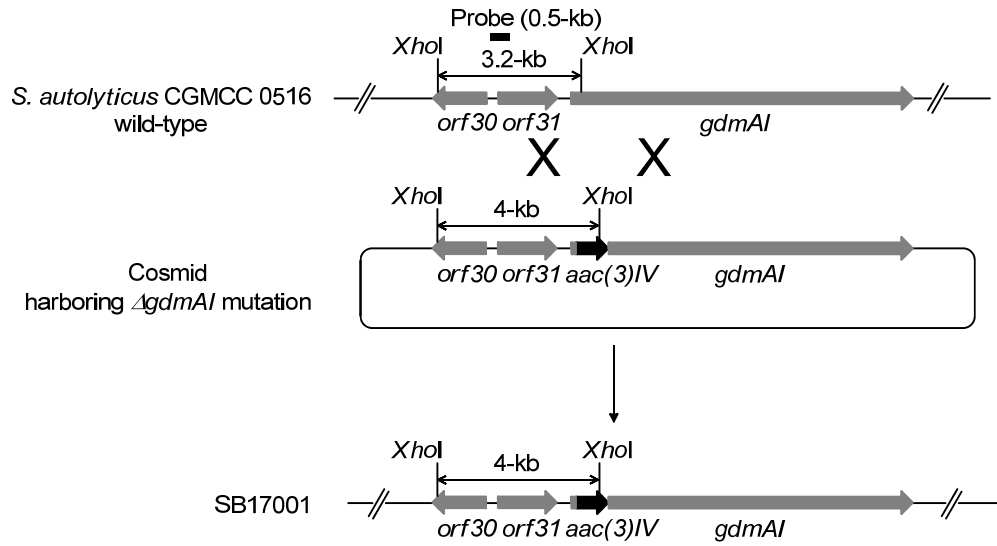 Probe (0.5-kb)
XhoI XhoI
3.2-kb
S. autolyticus CGMCC 0516
wild-type
orf30 orf31 gdmAI
X X
XhoI XhoI
4-kb
Cosmid
harboring ΔgdmAI mutation
orf30 orf31 aac(3)IV gdmAI
XhoI XhoI
4-kb
SB17001
orf30 orf31 aac(3)IV gdmAI